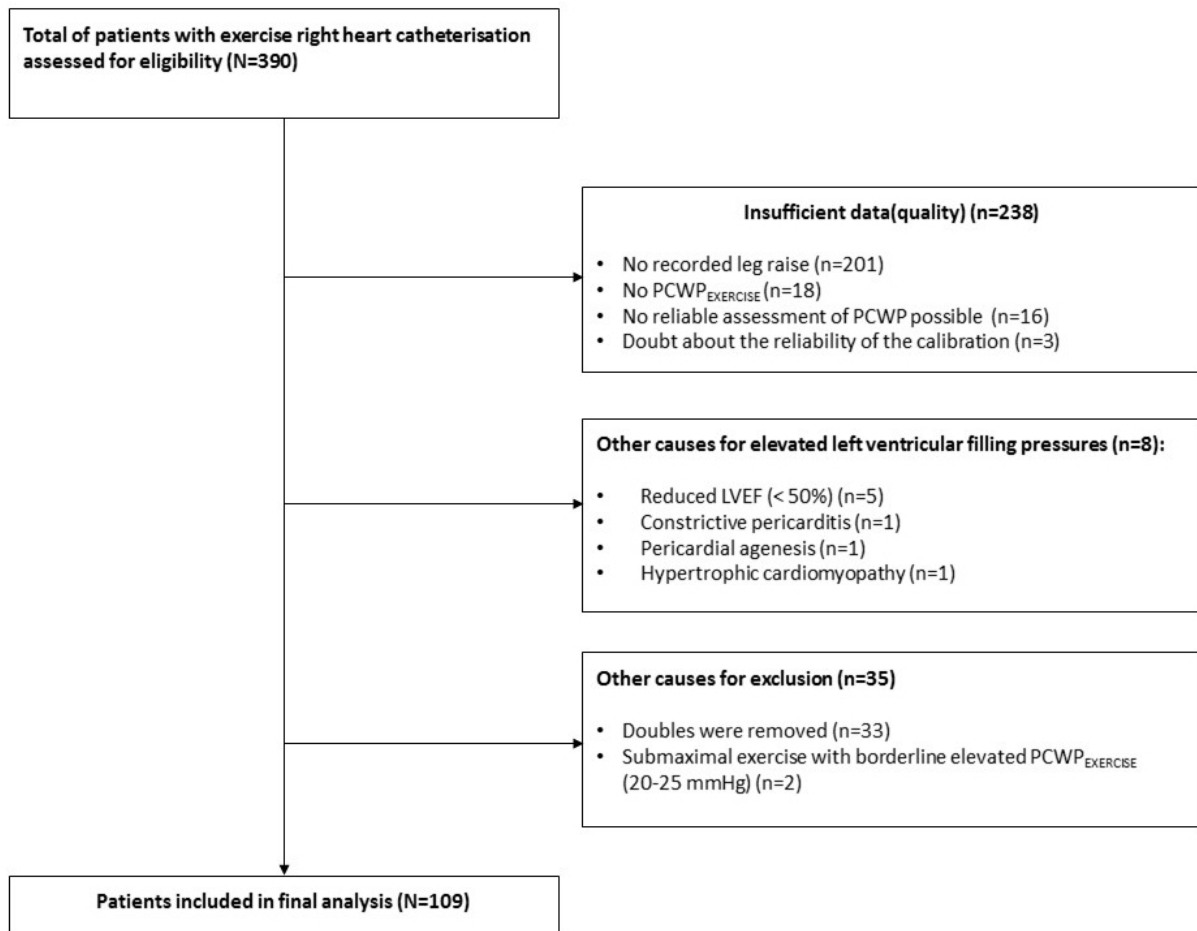 Total of patients with exercise right heart catheterisation
assessed for eligibility (N=390)
Insufficient data(quality) (n=238)
• No recorded leg raise (n=201)
• No PCWPEXERCISE (n=18)
• No reliable assessment of PCWP possible (n=16)
• Doubt about the reliability of the calibration (n=3)
Other causes for elevated left ventricular filling pressures (n=8):
• Reduced LVEF (< 50%) (n=5)
• Constrictive pericarditis (n=1)
• Pericardial agenesis (n=1)
• Hypertrophic cardiomyopathy (n=1)
Other causes for exclusion (n=35)
• Doubles were removed (n=33)
• Submaximal exercise with borderline elevated PCWPEXERCISE
(20-25 mmHg) (n=2)
Patients included in final analysis (N=109)